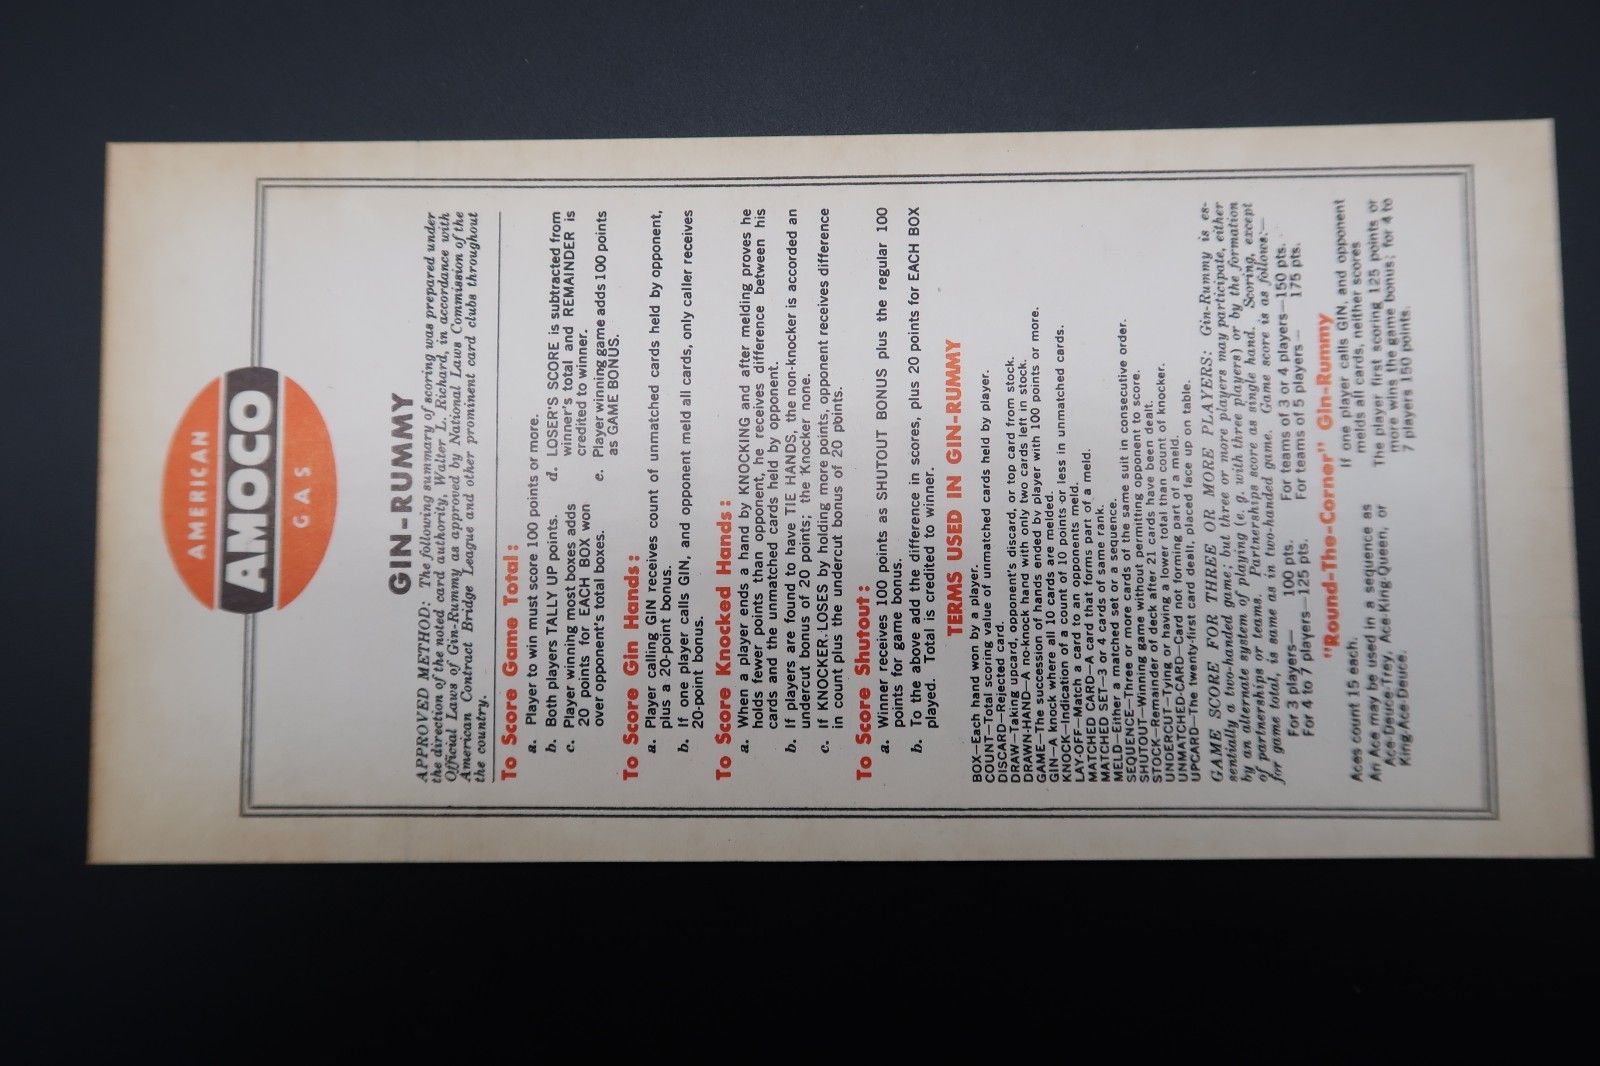 AMERICAN
AMOCO
GAS
GIN-RUMMY
APPROVED METHOD: The following summary of scoring was prepared under
the direction of the noted card authority, Walter L. Richard, in accordance with
Official Laws of Gin-Rummy as approved by National Laws Commission of the
American Contract Bridge League and other prominent card clubs throughout
the country.
To Score Game Total:
a. Player to win must score 100 points or more.
b. Both players TALLY UP points.
c. Player winning most boxes adds
20 points for EACH BOX won
over opponent's total boxes.
d. LOSER'S SCORE is subtracted from
winner's total and REMAINDER is
credited to winner.
e. Player winning game adds 100 points
as GAME BONUS.
To Score Gin Hands:
a. Player calling GIN receives count of unmatched cards held by opponent,
plus a 20-point bonus.
b. If one player calls GIN, and opponent meld all cards, only caller receives
20-point bonus.
To Score Knocked Hands:
a. When a player ends a hand by KNOCKING and after melding proves he
holds fewer points than opponent, he receives difference between his
cards and the unmatched cards held by opponent.
b. If players are found to have TIE HANDS, the non-knocker is accorded an
undercut bonus of 20 points; the Knocker none.
c. If KNOCKER LOSES by holding more points, opponent receives difference
in count plus the undercut bonus of 20 points.
To Score Shutout:
a. Winner receives 100 points as SHUTOUT BONUS plus the regular 100
points for game bonus.
b. To the above add the difference in scores, plus 20 points for EACH BOX
played. Total is credited to winner.
TERMS USED IN GIN-RUMMY
BOX—Each hand won by a player.
COUNT—Total scoring value of unmatched cards held by player.
DISCARD—Rejected card.
DRAW—Taking upcard, opponent's discard, or top card from stock.
DRAWN-HAND—A no-knock hand with only two cards left in stock.
GAME—The succession of hands ended by player with 100 points or more.
GIN—A knock where all 10 cards are melded.
KNOCK—Indication of a count of 10 points or less in unmatched cards.
LAY-OFF—Match a card to an opponents meld.
MATCHED CARD—A card that forms part of a meld.
MATCHED SET—3 or 4 cards of same rank.
MELD—Either a matched set or a sequence.
SEQUENCE—Three or more cards of the same suit in consecutive order.
SHUTOUT—Winning game without permitting opponent to score.
STOCK—Remainder of deck after 21 cards have been dealt.
UNDERCUT—Tying or having a lower total than count of knocker.
UNMATCHED-CARD—Card not forming part of a meld.
UPCARD—The twenty-first card dealt, placed face up on table.
GAME SCORE FOR THREE OR MORE PLAYERS: Gin-Rummy is es-
sentially a two-handed game; but three or more players may participate, either
by an alternate system of playing (e. g. with three players) or by the formation
of partnerships or teams. Partnerships score as single hand. Scoring, except
for game total, is same as in two-handed game. Game score is as follows:—
For 3 players— 100 pts.
For 4 to 7 players—125 pts.
For teams of 3 or 4 players—150 pts.
For teams of 5 players— 175 pts.
"Round-The-Corner" Gin-Rummy
Aces count 15 each.
An Ace may be used in a sequence as
Ace-Deuce-Trey, Ace-King-Queen, or
King-Ace-Deuce.
If one player calls GIN, and opponent
melds all cards, neither scores
The player first scoring 125 points or
more wins the game bonus; for 4 to
7 players 150 points.